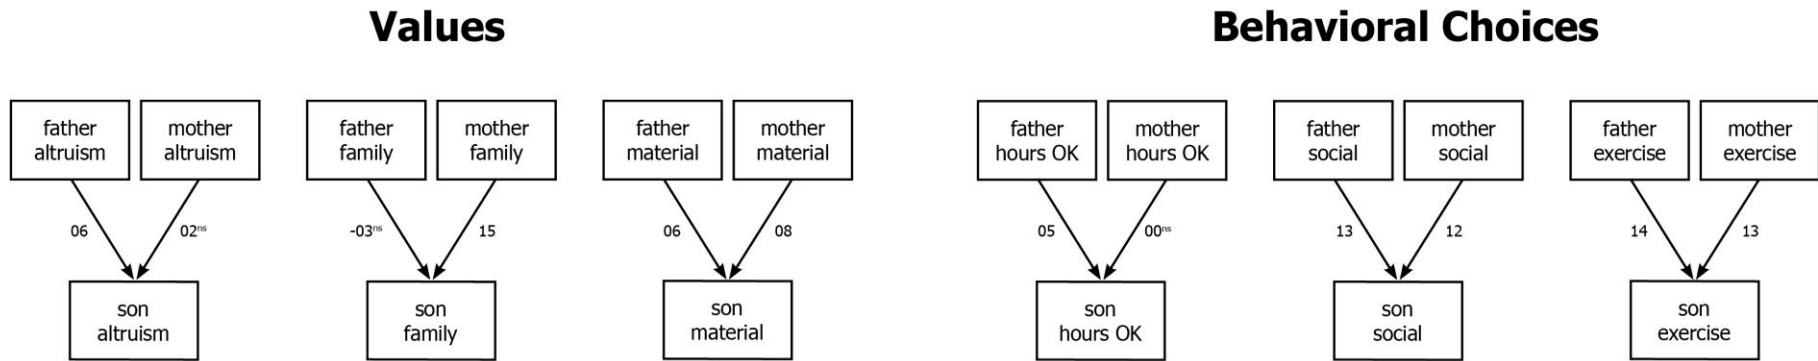 Values
Behavioral Choices
father
altruism
mother
altruism
father
family
mother
family
father
material
mother
material
father
hours OK
mother
hours OK
father
social
mother
social
father
exercise
mother
exercise
06
02ns
-03ns
15
06
08
05
00ns
13
12
14
13
son
altruism
son
family
son
material
son
hours OK
son
social
son
exercise